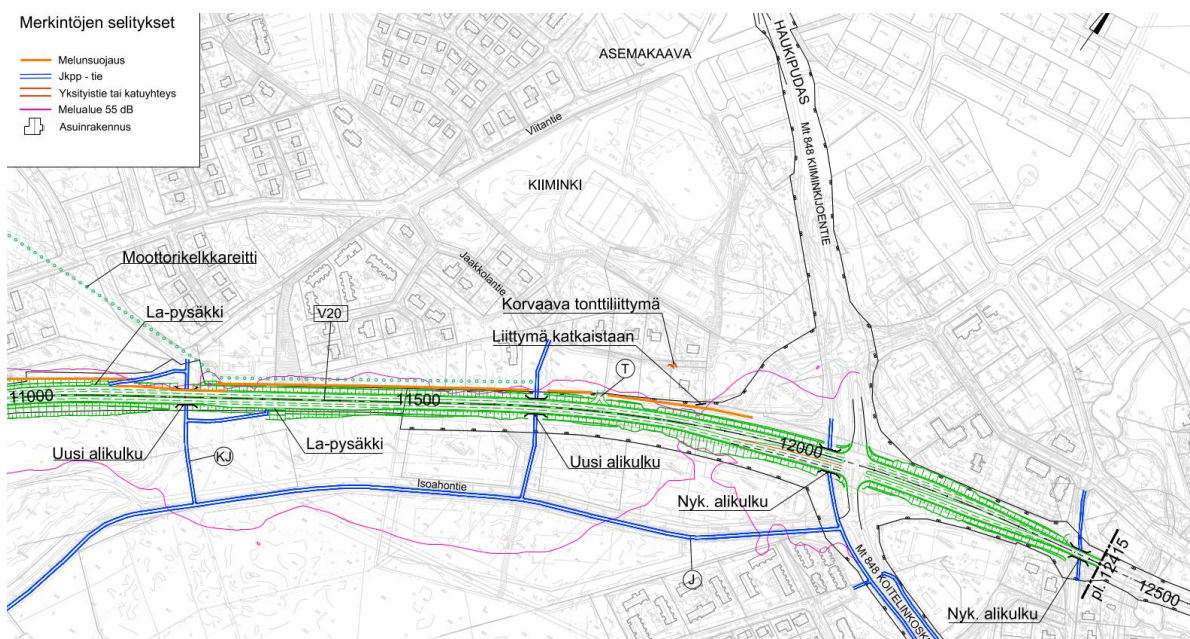 Merkintöjen selitykset
Melunsuojaus
Jkpp - tie
Yksityistie tai katuyhteys
Melualue 55 dB
Asuinrakennus
ASEMAKAAVA
HAUKIPUDAS
Mt 848 KIIMINKIJOENTIE
Viitantie
KIIMINKI
Moottorikelkkareitti
Jaakkolantie
La-pysäkki
V20
Korvaava tonttiliittymä
Liittymä katkaistaan
T
11000
11500
12000
Uusi alikulku
La-pysäkki
KJ
Uusi alikulku
Isoahontie
Nyk. alikulku
J
Mt 848 KOITELINKOSK
pl. 12415
12500
Nyk. alikulku